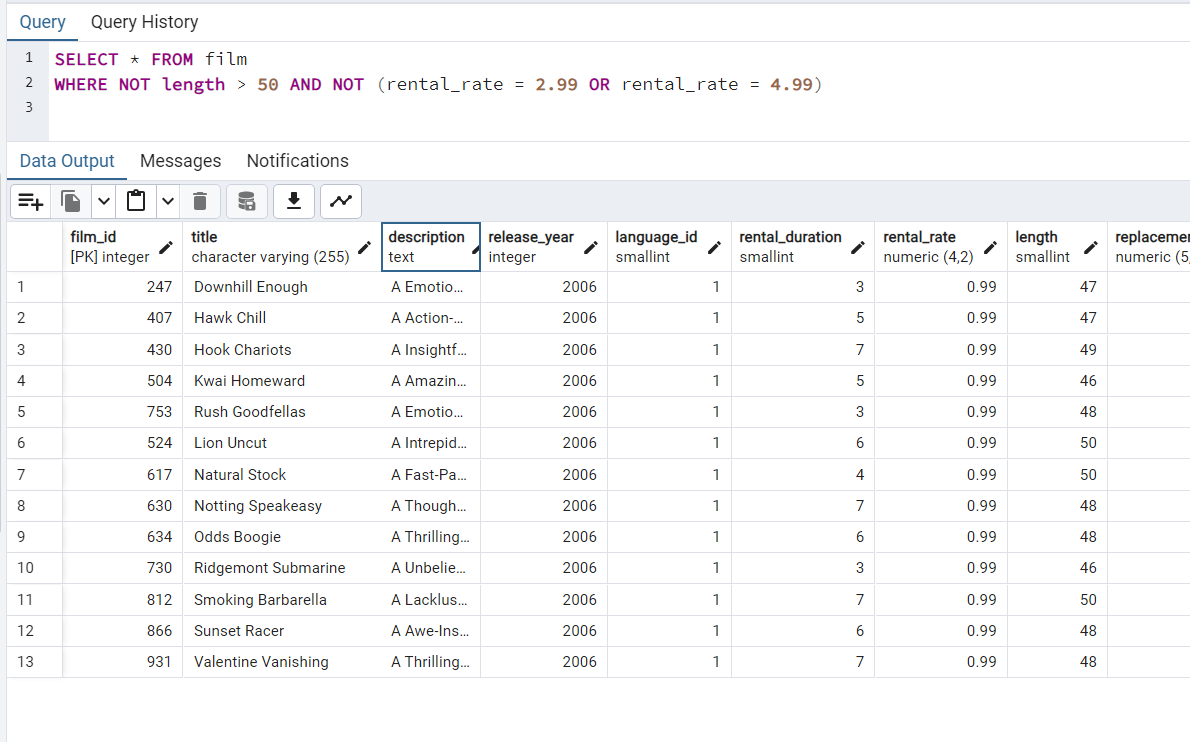 Query Query History
1 SELECT * FROM film
2 WHERE NOT length > 50 AND NOT (rental_rate = 2.99 OR rental_rate = 4.99)
3
Data Output Messages Notifications
film_id title description release_year language_id rental_duration rental_rate length replacemen
[PK] integer character varying (255) text integer smallint smallint numeric (4,2) smallint numeric (5,
1 247 Downhill Enough A Emotio... 2006 1 3 0.99 47
2 407 Hawk Chill A Action-... 2006 1 5 0.99 47
3 430 Hook Chariots A Insightf... 2006 1 7 0.99 49
4 504 Kwai Homeward A Amazin... 2006 1 5 0.99 46
5 753 Rush Goodfellas A Emotio... 2006 1 3 0.99 48
6 524 Lion Uncut A Intrepid... 2006 1 6 0.99 50
7 617 Natural Stock A Fast-Pa... 2006 1 4 0.99 50
8 630 Notting Speakeasy A Though... 2006 1 7 0.99 48
9 634 Odds Boogie A Thrilling... 2006 1 6 0.99 48
10 730 Ridgemont Submarine A Unbelie... 2006 1 3 0.99 46
11 812 Smoking Barbarella A Lacklus... 2006 1 7 0.99 50
12 866 Sunset Racer A Awe-Ins... 2006 1 6 0.99 48
13 931 Valentine Vanishing A Thrilling... 2006 1 7 0.99 48